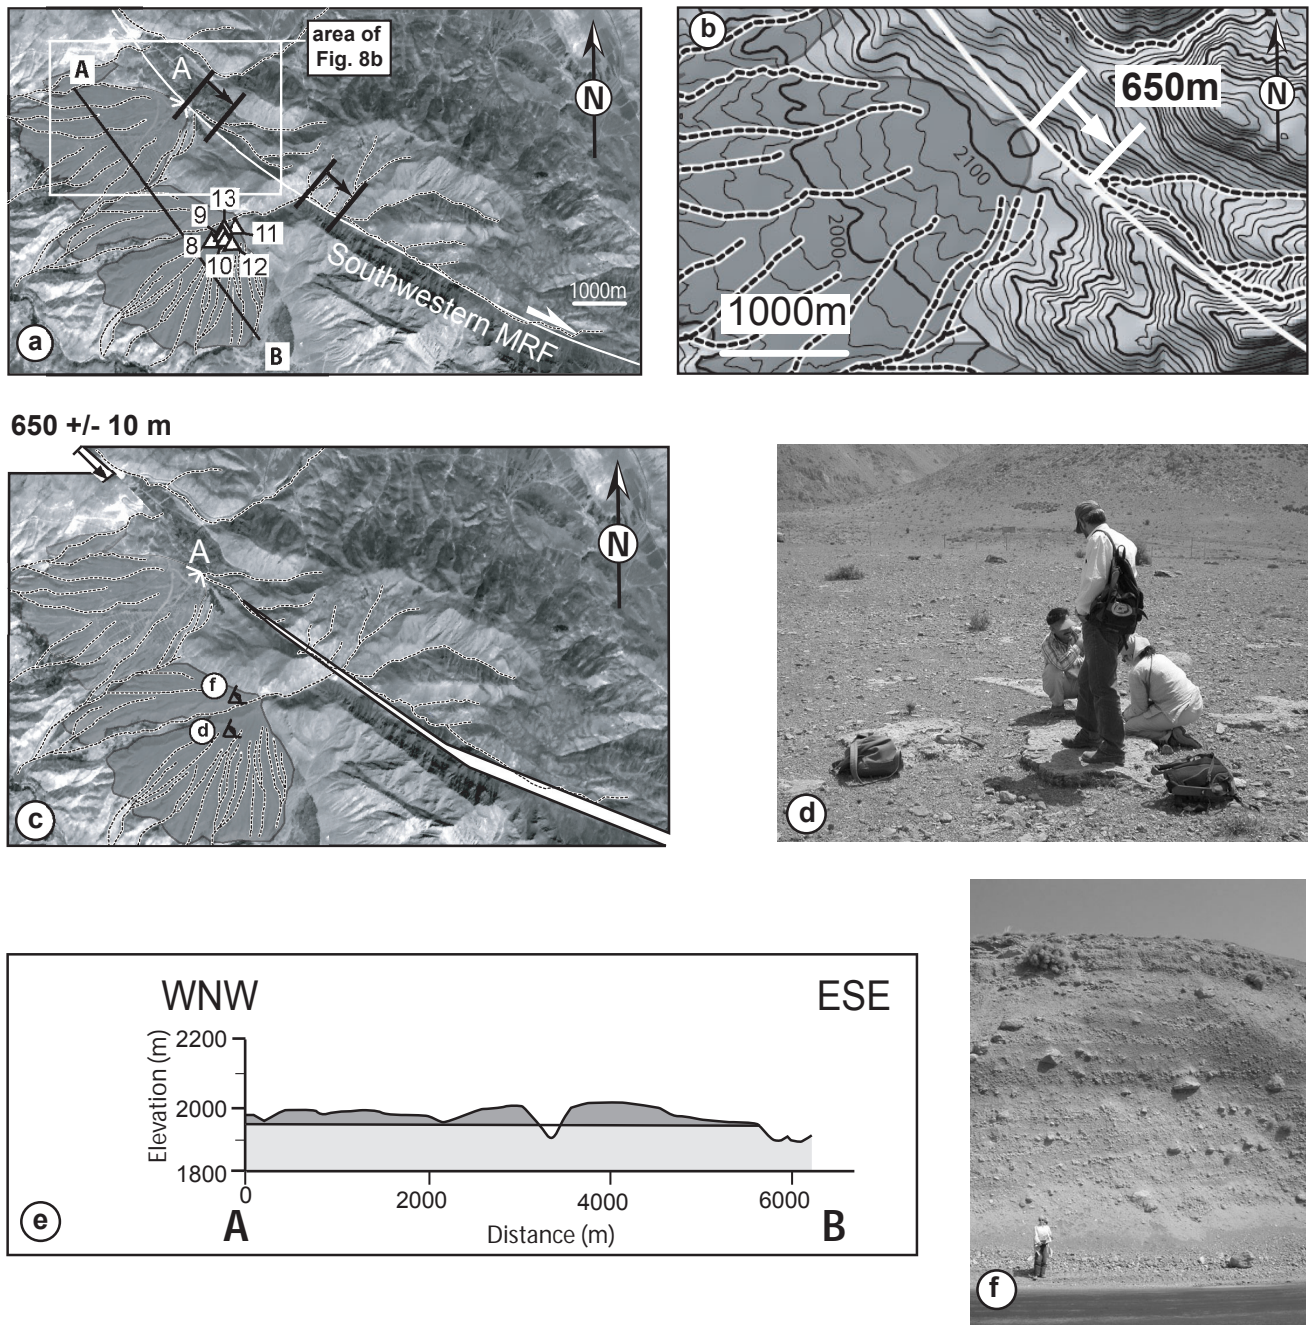 area of
Fig. 8b
A
A
N
13
9
11
8
10
12
1000m
Southwestern MRF
a
B
b
650m
N
2100
2000
1000m
650 +/- 10 m
N
A
f
d
c
d
WNW
ESE
Elevation (m)
2200
2000
1800
0
2000
4000
6000
A
Distance (m)
B
e
f